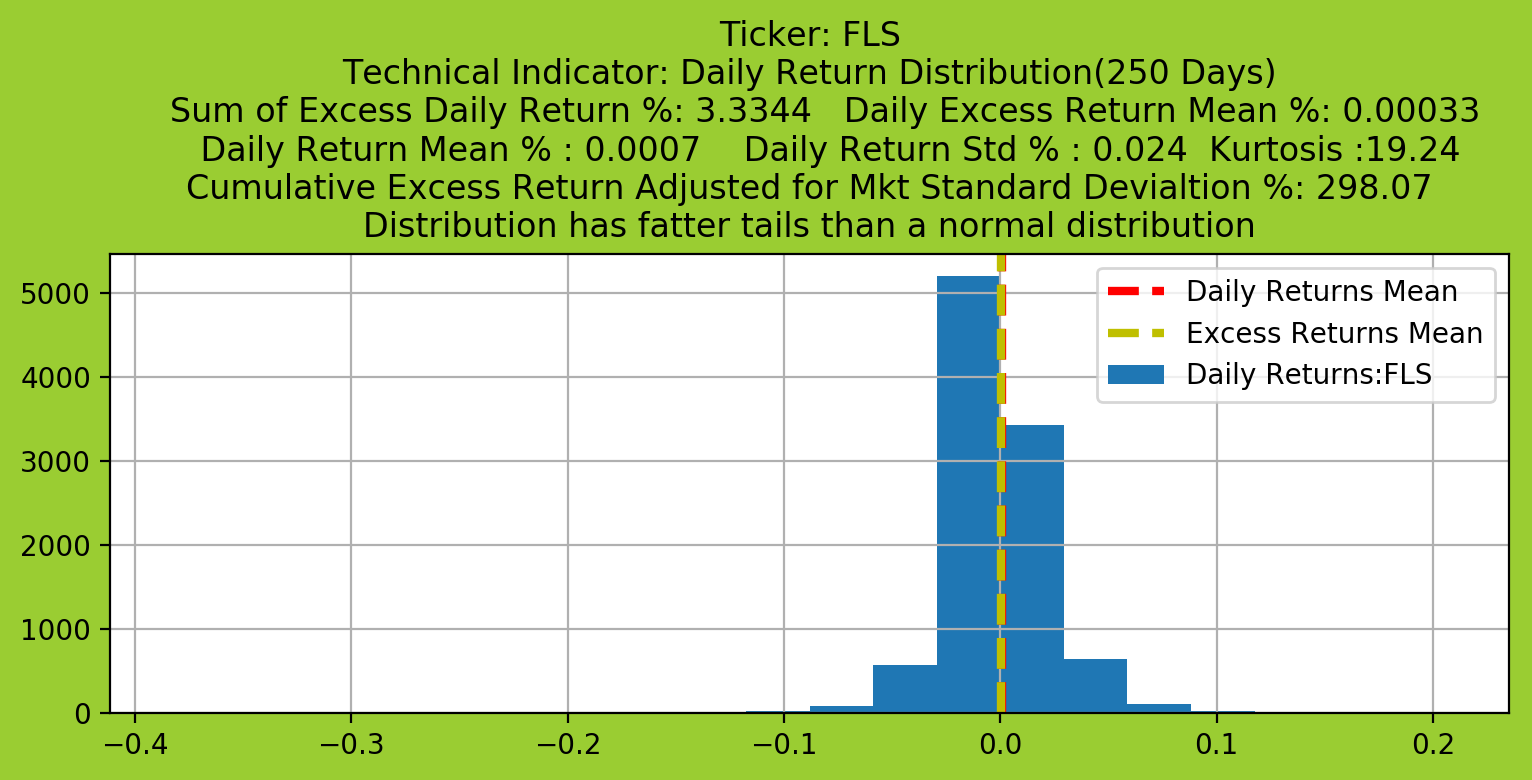 Ticker: FLS
Technical Indicator: Daily Return Distribution(250 Days)
Sum of Excess Daily Return %: 3.3344   Daily Excess Return Mean %: 0.00033
Daily Return Mean % : 0.0007    Daily Return Std % : 0.024  Kurtosis :19.24
Cumulative Excess Return Adjusted for Mkt Standard Devialtion %: 298.07
Distribution has fatter tails than a normal distribution
Daily Returns Mean
Excess Returns Mean
Daily Returns:FLS
5000
4000
3000
2000
1000
0
−0.4 −0.3 −0.2 −0.1 0.0 0.1 0.2